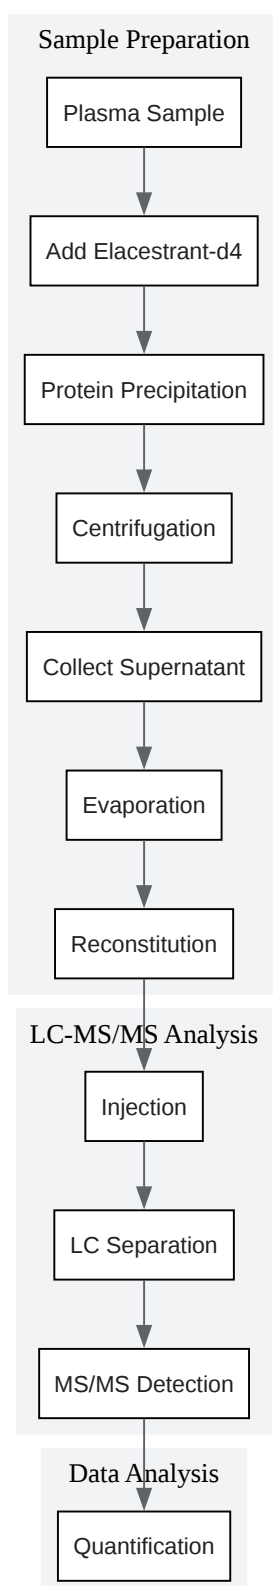 Sample Preparation
Plasma Sample
Add Elacestrant-d4
Protein Precipitation
Centrifugation
Collect Supernatant
Evaporation
Reconstitution
LC-MS/MS Analysis
Injection
LC Separation
MS/MS Detection
Data Analysis
Quantification